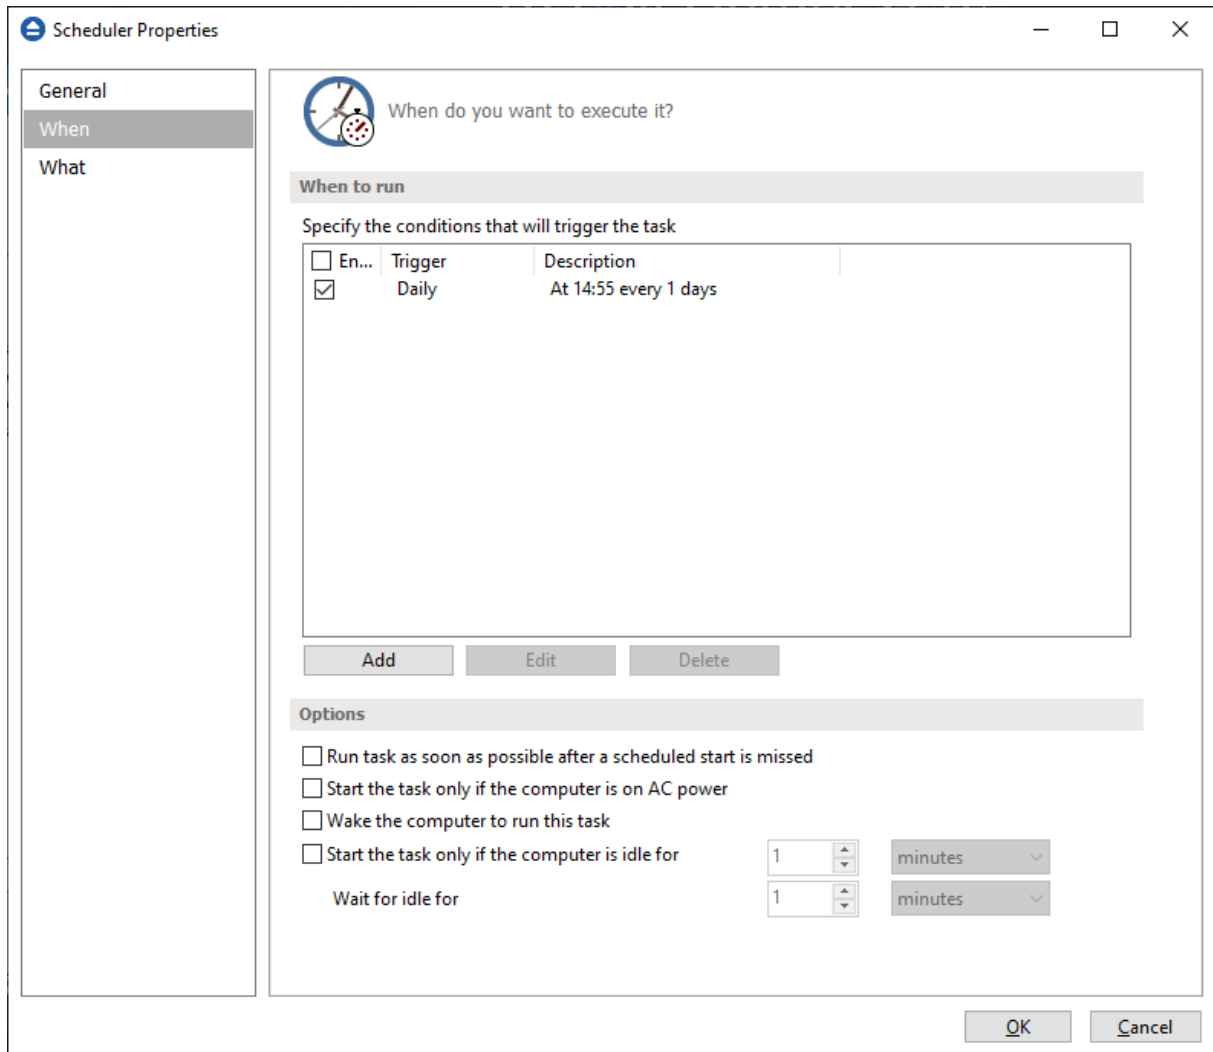 Scheduler Properties
General
When
What
When do you want to execute it?
When to run
Specify the conditions that will trigger the task
En... Trigger Description
Daily At 14:55 every 1 days
Add Edit Delete
Options
Run task as soon as possible after a scheduled start is missed
Start the task only if the computer is on AC power
Wake the computer to run this task
Start the task only if the computer is idle for 1 minutes
Wait for idle for 1 minutes
OK Cancel